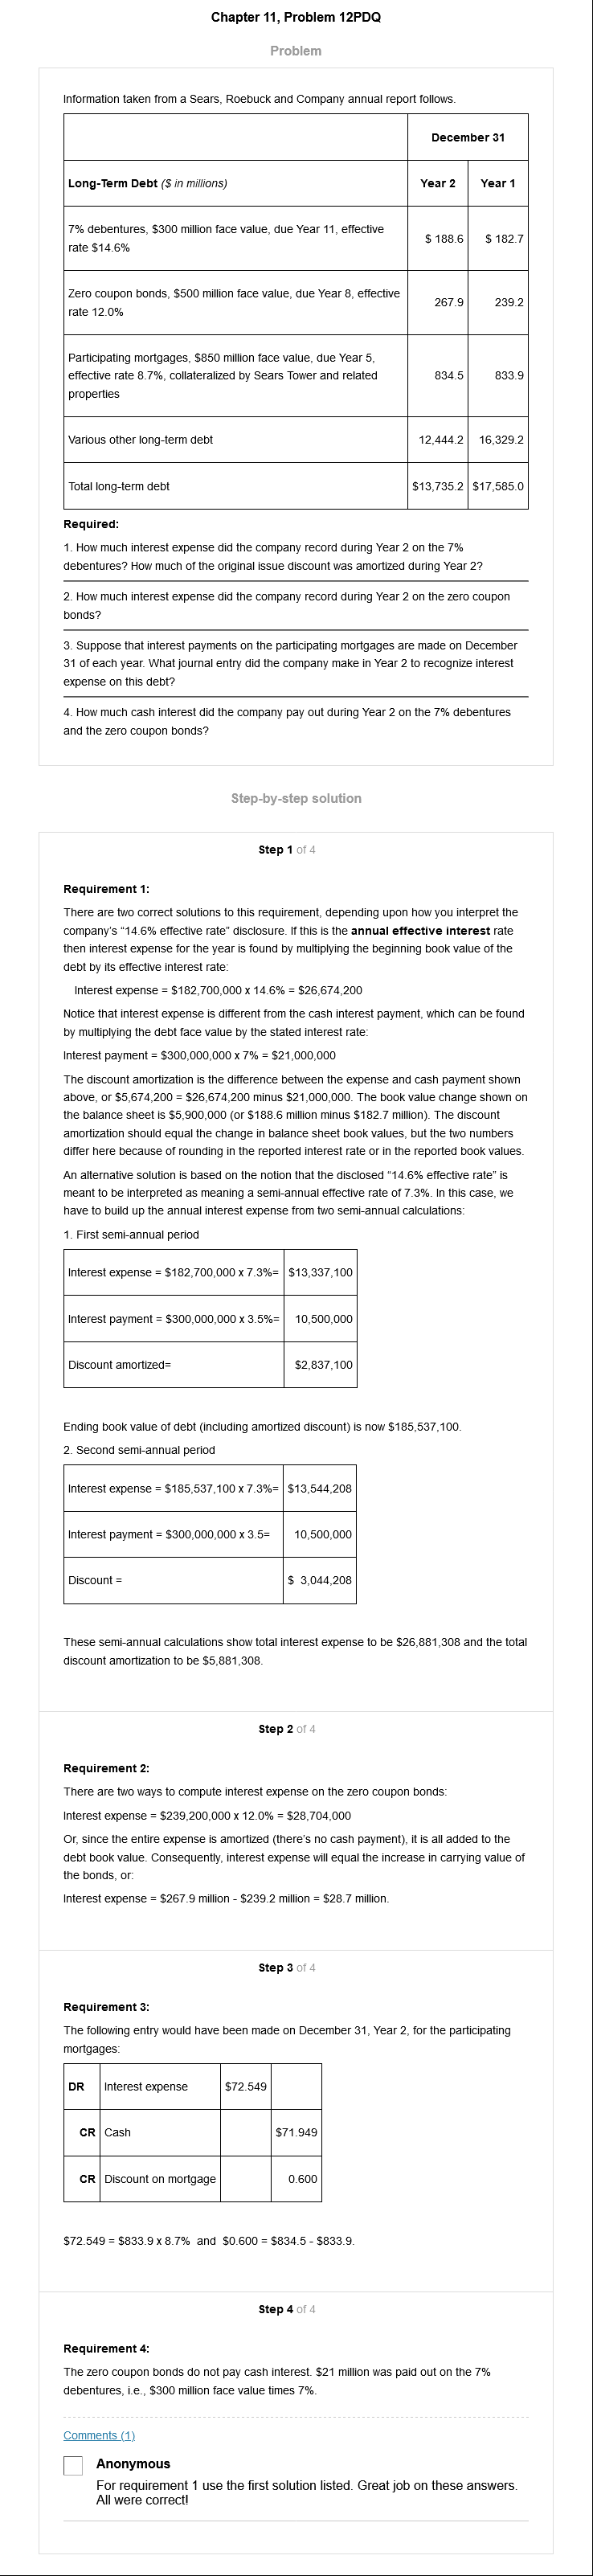 Chapter 11, Problem 12PDQ
Problem
Information taken from a Sears, Roebuck and Company annual report follows.
December 31
Long-Term Debt ($ in millions) Year 2 Year 1
7% debentures, $300 million face value, due Year 11, effective
rate $14.6%
$ 188.6 $ 182.7
Zero coupon bonds, $500 million face value, due Year 8, effective
rate 12.0%
267.9 239.2
Participating mortgages, $850 million face value, due Year 5,
effective rate 8.7%, collateralized by Sears Tower and related
properties
834.5 833.9
Various other long-term debt 12,444.2 16,329.2
Total long-term debt $13,735.2 $17,585.0
Required:
1. How much interest expense did the company record during Year 2 on the 7%
debentures? How much of the original issue discount was amortized during Year 2?
2. How much interest expense did the company record during Year 2 on the zero coupon
bonds?
3. Suppose that interest payments on the participating mortgages are made on December
31 of each year. What journal entry did the company make in Year 2 to recognize interest
expense on this debt?
4. How much cash interest did the company pay out during Year 2 on the 7% debentures
and the zero coupon bonds?
Step-by-step solution
Step 1 of 4
Requirement 1:
There are two correct solutions to this requirement, depending upon how you interpret the
company's “14.6% effective rate” disclosure. If this is the annual effective interest rate
then interest expense for the year is found by multiplying the beginning book value of the
debt by its effective interest rate:
Interest expense = $182,700,000 x 14.6% = $26,674,200
Notice that interest expense is different from the cash interest payment, which can be found
by multiplying the debt face value by the stated interest rate:
Interest payment = $300,000,000 x 7% = $21,000,000
The discount amortization is the difference between the expense and cash payment shown
above, or $5,674,200 = $26,674,200 minus $21,000,000. The book value change shown on
the balance sheet is $5,900,000 (or $188.6 million minus $182.7 million). The discount
amortization should equal the change in balance sheet book values, but the two numbers
differ here because of rounding in the reported interest rate or in the reported book values.
An alternative solution is based on the notion that the disclosed “14.6% effective rate” is
meant to be interpreted as meaning a semi-annual effective rate of 7.3%. In this case, we
have to build up the annual interest expense from two semi-annual calculations:
1. First semi-annual period
Interest expense = $182,700,000 x 7.3%= $13,337,100
Interest payment = $300,000,000 x 3.5%= 10,500,000
Discount amortized= $2,837,100
Ending book value of debt (including amortized discount) is now $185,537,100.
2. Second semi-annual period
Interest expense = $185,537,100 x 7.3%= $13,544,208
Interest payment = $300,000,000 x 3.5= 10,500,000
Discount = $ 3,044,208
These semi-annual calculations show total interest expense to be $26,881,308 and the total
discount amortization to be $5,881,308.
Step 2 of 4
Requirement 2:
There are two ways to compute interest expense on the zero coupon bonds:
Interest expense = $239,200,000 x 12.0% = $28,704,000
Or, since the entire expense is amortized (there's no cash payment), it is all added to the
debt book value. Consequently, interest expense will equal the increase in carrying value of
the bonds, or:
Interest expense = $267.9 million - $239.2 million = $28.7 million.
Step 3 of 4
Requirement 3:
The following entry would have been made on December 31, Year 2, for the participating
mortgages:
DR Interest expense $72.549
CR Cash $71.949
CR Discount on mortgage 0.600
$72.549 = $833.9 x 8.7% and $0.600 = $834.5 - $833.9.
Step 4 of 4
Requirement 4:
The zero coupon bonds do not pay cash interest. $21 million was paid out on the 7%
debentures, i.e., $300 million face value times 7%.
Comments (1)
Anonymous
For requirement 1 use the first solution listed. Great job on these answers.
All were correct!